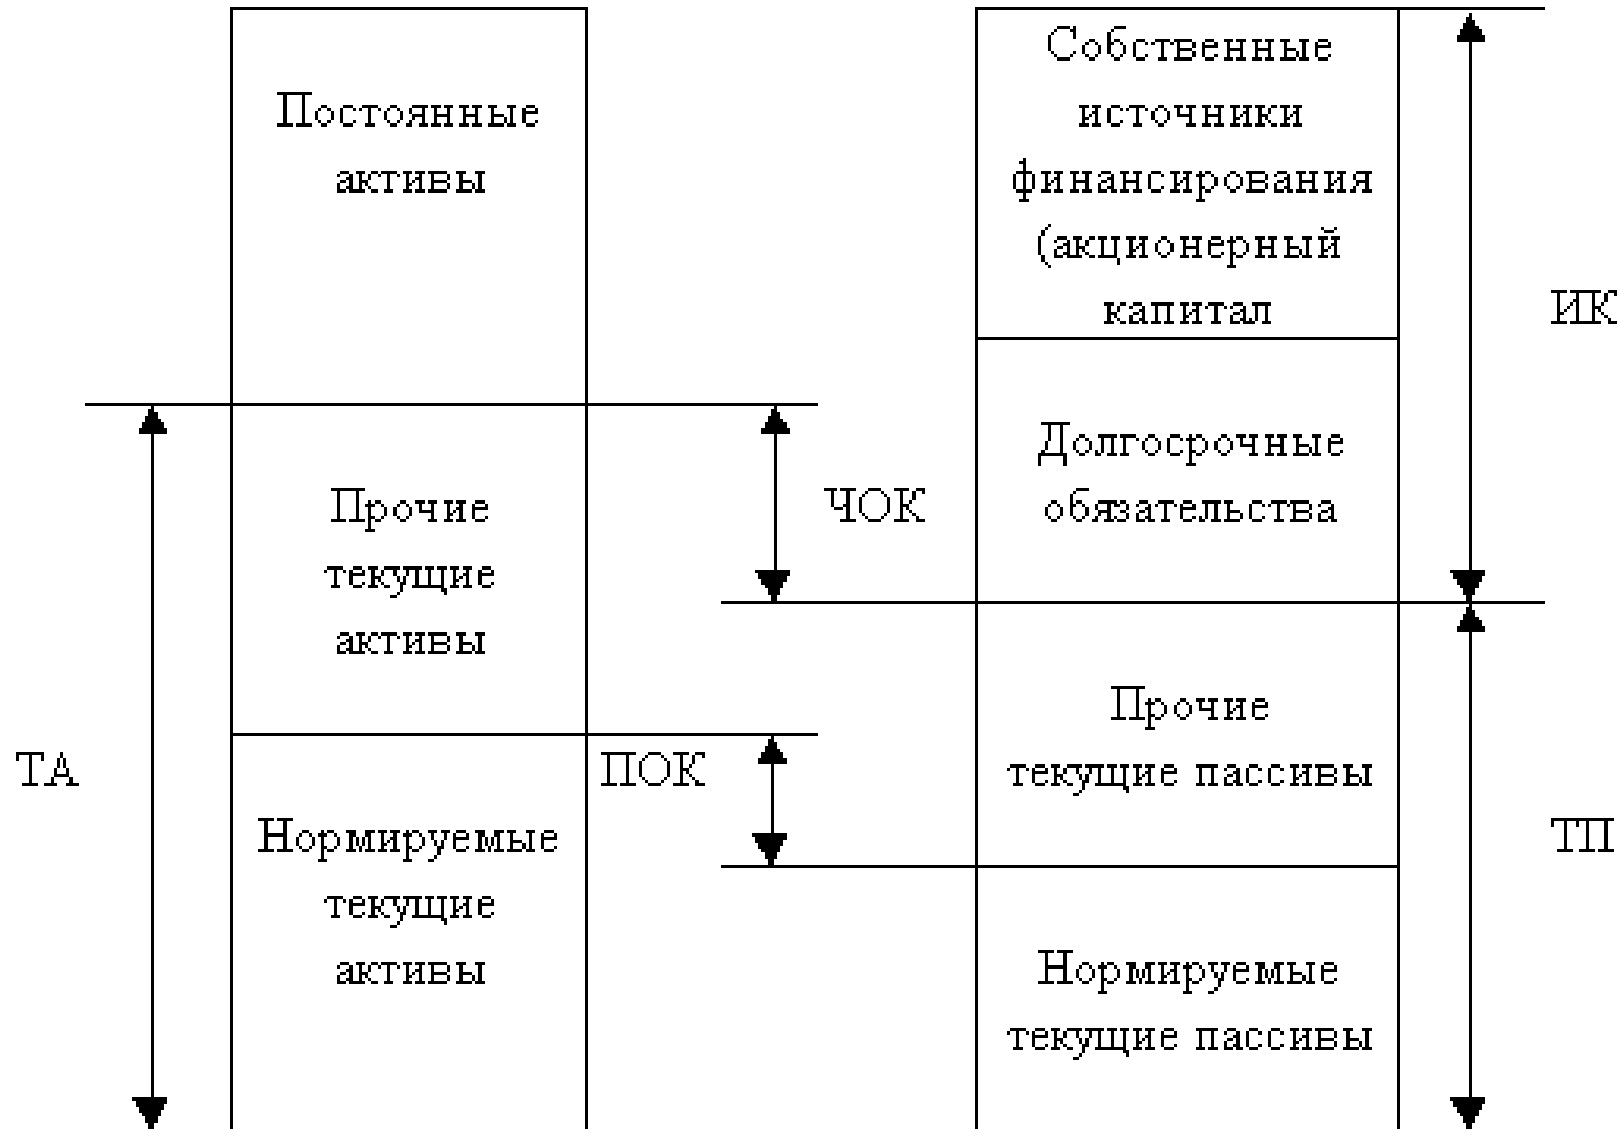 Постоянные
активы
Прочие
текущие
активы
Нормируемые
текущие
активы
ТА
ЧОК
ПОК
Собственные
источники
финансирования
(акционерный
капитал
Долгосрочные
обязательства
Прочие
текущие пассивы
Нормируемые
текущие пассивы
ИК
ТП